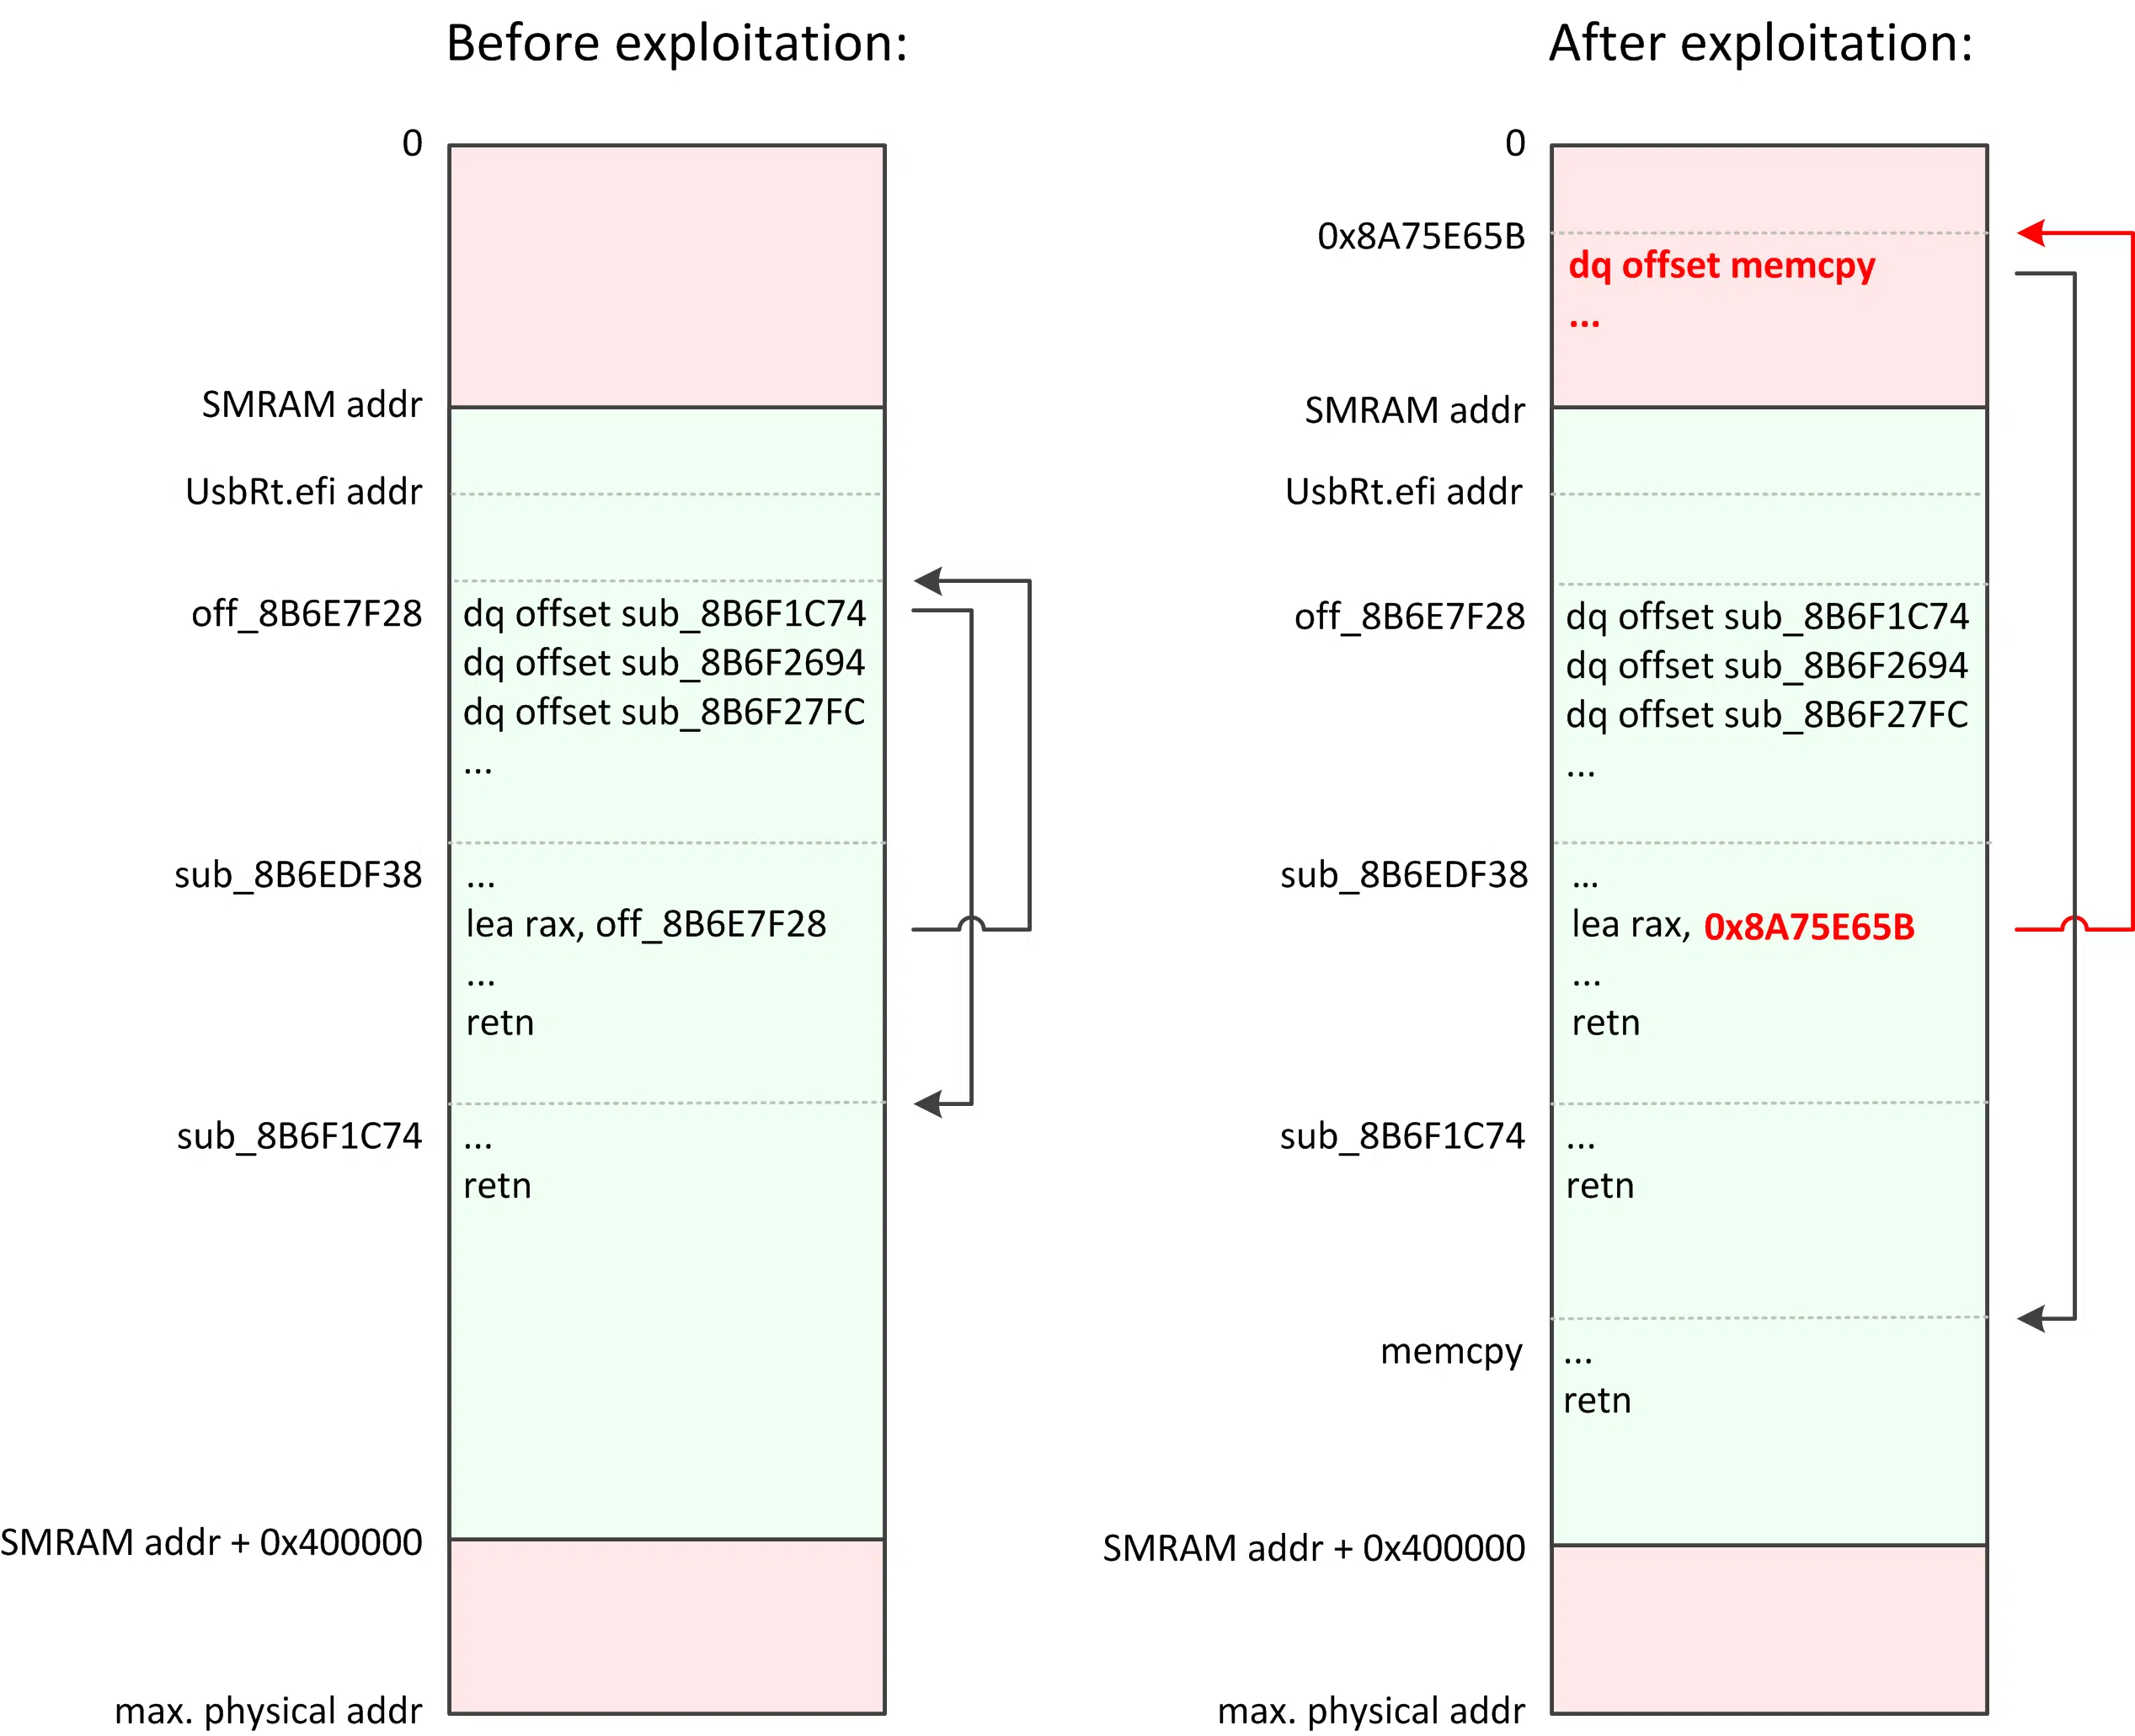 Before exploitation:
0
SMRAM addr
UsbRt.efi addr
off_8B6E7F28
dq offset sub_8B6F1C74
dq offset sub_8B6F2694
dq offset sub_8B6F27FC
...
sub_8B6EDF38
...
lea rax, off_8B6E7F28
...
retn
sub_8B6F1C74
...
retn
SMRAM addr + 0x400000
max. physical addr
After exploitation:
0
0x8A75E65B
dq offset memcpy
...
SMRAM addr
UsbRt.efi addr
off_8B6E7F28
dq offset sub_8B6F1C74
dq offset sub_8B6F2694
dq offset sub_8B6F27FC
...
sub_8B6EDF38
...
lea rax, 0x8A75E65B
...
retn
sub_8B6F1C74
...
retn
memcpy
...
retn
SMRAM addr + 0x400000
max. physical addr